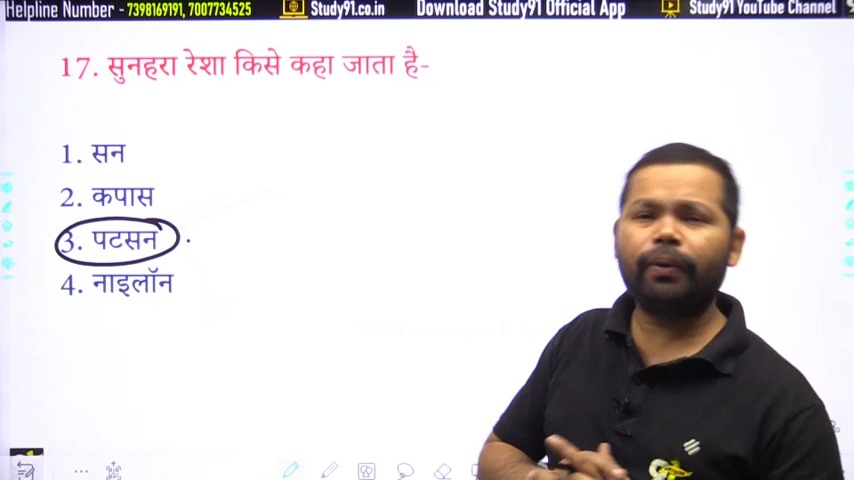 Helpline Number - 7398169191, 7007734525 Study91.co.in Download Study91 Official App Study91 YouTube Channel
17. सुनहरा रेशा किसे कहा जाता है-
1. सन
2. कपास
3. पटसन
4. नाइलॉन